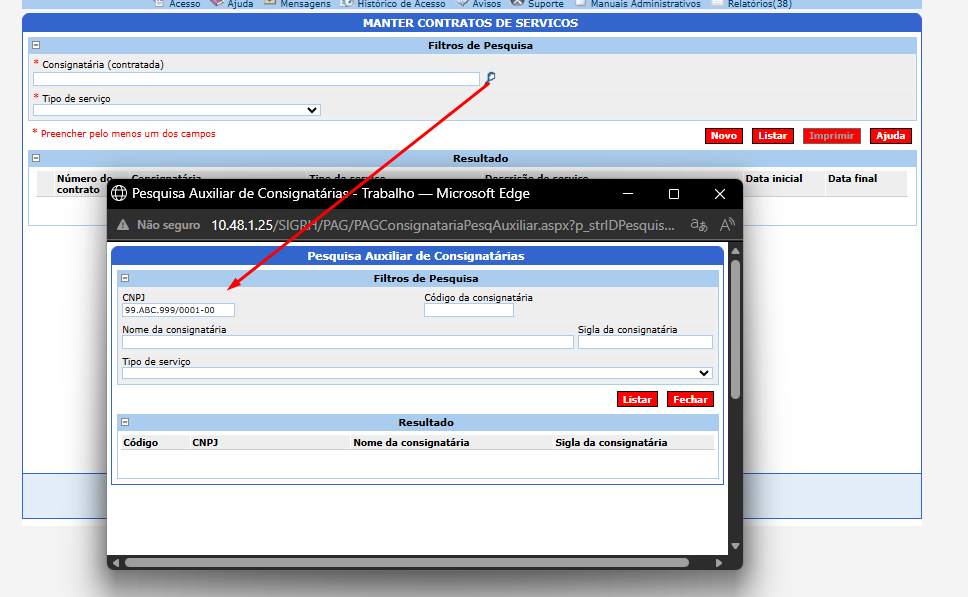 Acesso Ajuda Mensagens Histórico de Acesso Avisos Suporte Manuais Administrativos Relatórios(38)
MANTER CONTRATOS DE SERVICOS
Filtros de Pesquisa
* Consignatária (contratada)
* Tipo de serviço
* Preencher pelo menos um dos campos
Novo Listar Imprimir Ajuda
Resultado
Número do contrato Consignatária Tipo de serviço Descrição do serviço Data inicial Data final
Pesquisa Auxiliar de Consignatárias - Trabalho — Microsoft Edge
Não seguro 10.48.1.25/SIGRH/PAG/PAGConsignatariaPesqAuxiliar.aspx?p_strIDPesquis...
Pesquisa Auxiliar de Consignatárias
Filtros de Pesquisa
CNPJ Código da consignatária
99.ABC.999/0001-00
Nome da consignatária Sigla da consignatária
Tipo de serviço
Listar Fechar
Resultado
Código CNPJ Nome da consignatária Sigla da consignatária